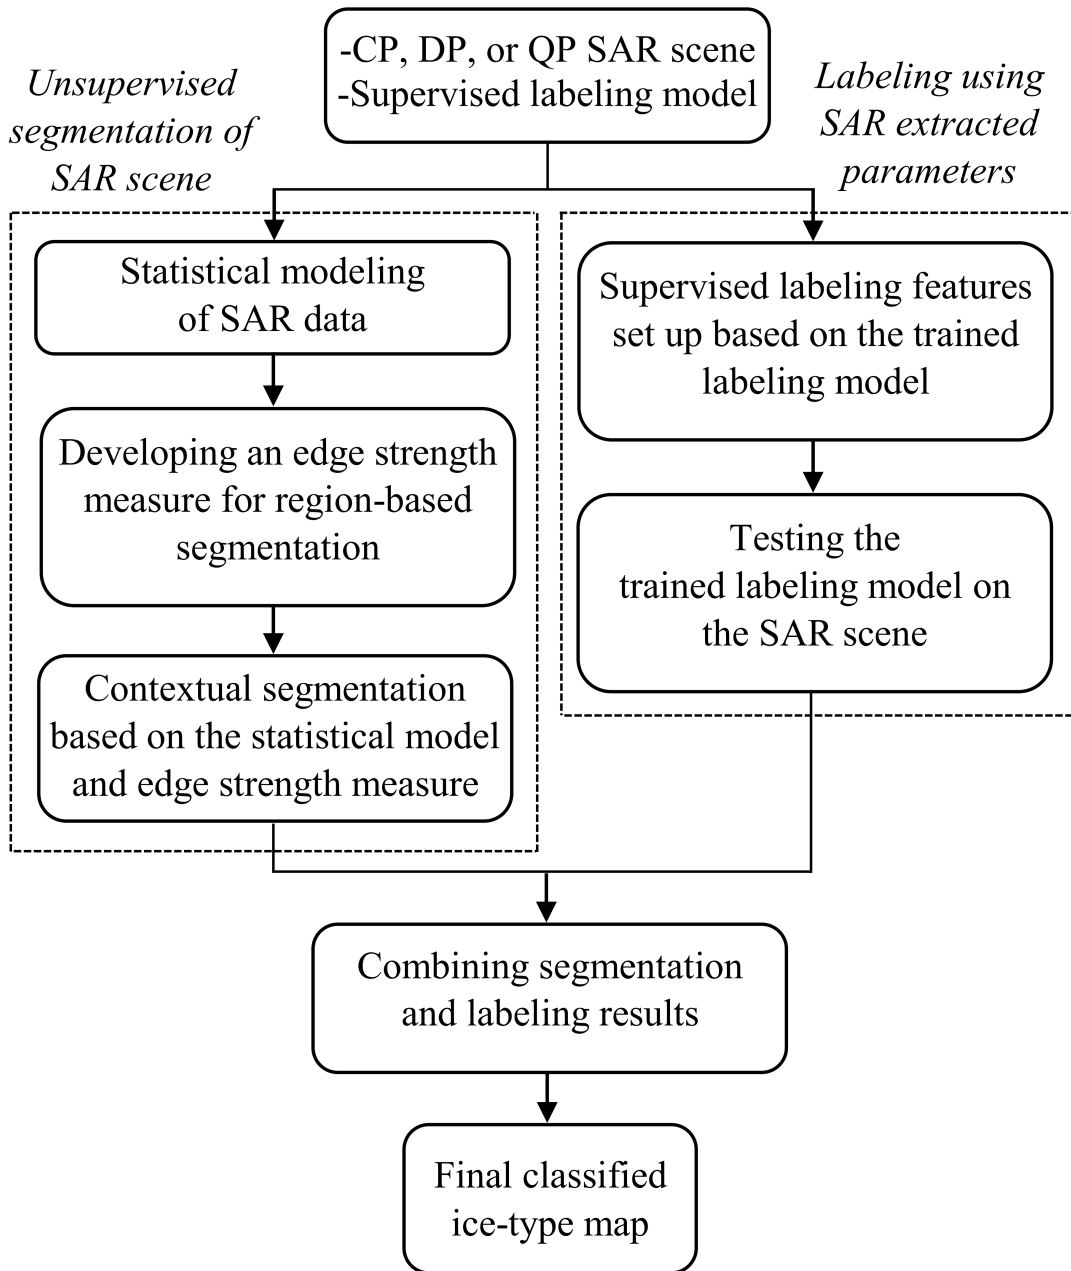 -CP, DP, or QP SAR scene
-Supervised labeling model
Unsupervised
segmentation of
SAR scene
Labeling using
SAR extracted
parameters
Statistical modeling
of SAR data
Developing an edge strength
measure for region-based
segmentation
Contextual segmentation
based on the statistical model
and edge strength measure
Supervised labeling features
set up based on the trained
labeling model
Testing the
trained labeling model on
the SAR scene
Combining segmentation
and labeling results
Final classified
ice-type map